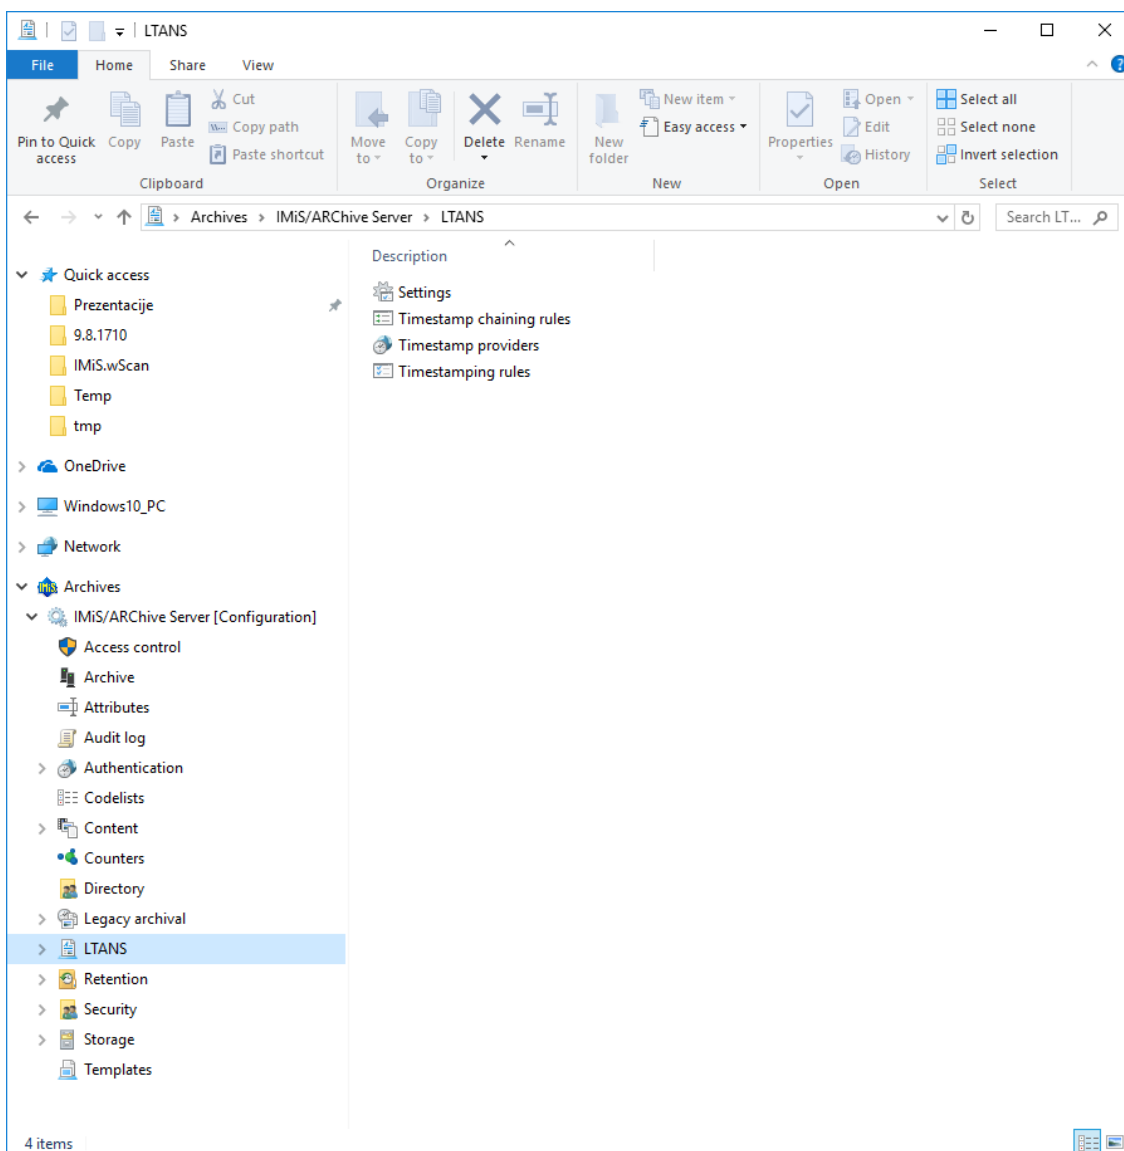 LTANS
File Home Share View
Pin to Quick access
Copy
Paste
Cut
Copy path
Paste shortcut
Clipboard
Move to
Copy to
Delete
Rename
Organize
New folder
New item
Easy access
New
Properties
Open
Edit
History
Open
Select all
Select none
Invert selection
Select
Archives > IMiS/ARChive Server > LTANS
Search LT...
Quick access
Prezentacije
9.8.1710
IMiS.wScan
Temp
tmp
OneDrive
Windows10_PC
Network
Archives
IMiS/ARChive Server [Configuration]
Access control
Archive
Attributes
Audit log
Authentication
Codelists
Content
Counters
Directory
Legacy archival
LTANS
Retention
Security
Storage
Templates
Description
Settings
Timestamp chaining rules
Timestamp providers
Timestamping rules
4 items